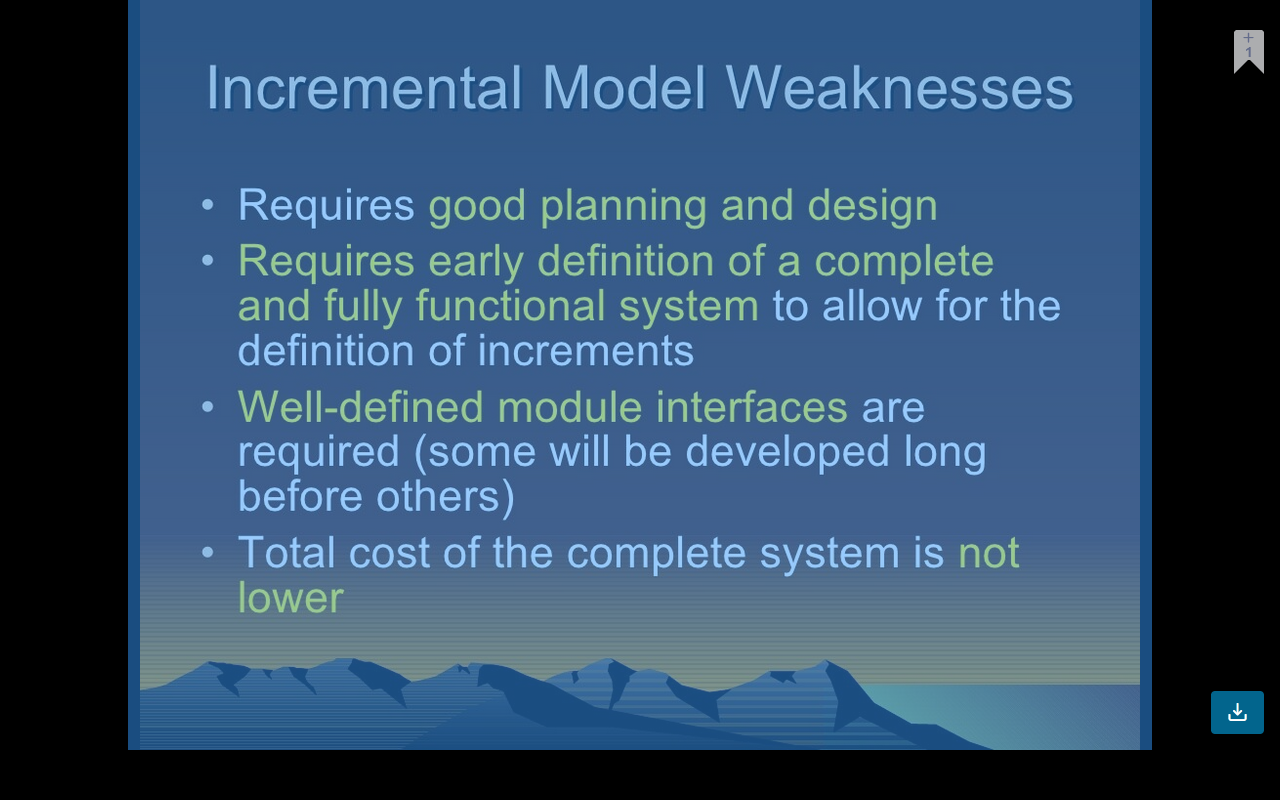 Incremental Model Weaknesses
• Requires good planning and design
• Requires early definition of a complete
and fully functional system to allow for the
definition of increments
• Well-defined module interfaces are
required (some will be developed long
before others)
• Total cost of the complete system is not
lower
+
1